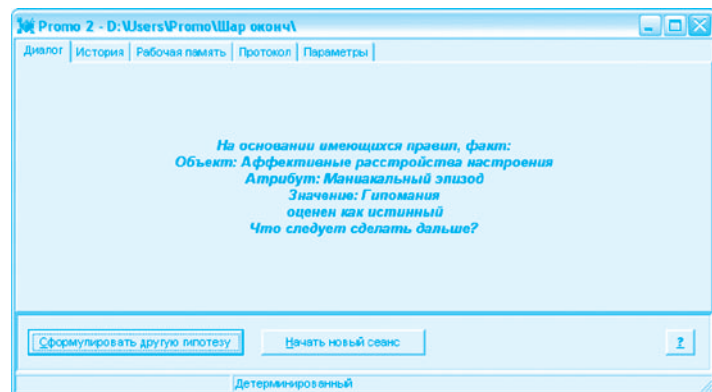 Promo 2 - D:\Users\Promo\Шар оконч\
Диалог История Рабочая память Протокол Параметры
На основании имеющихся правил, факт:
Объект: Аффективные расстройства настроения
Атрибут: Маниакальный эпизод
Значение: Гипомания
оценен как истинный
Что следует сделать дальше?
Сформулировать другую гипотезу Начать новый сеанс ?
Детерминированный